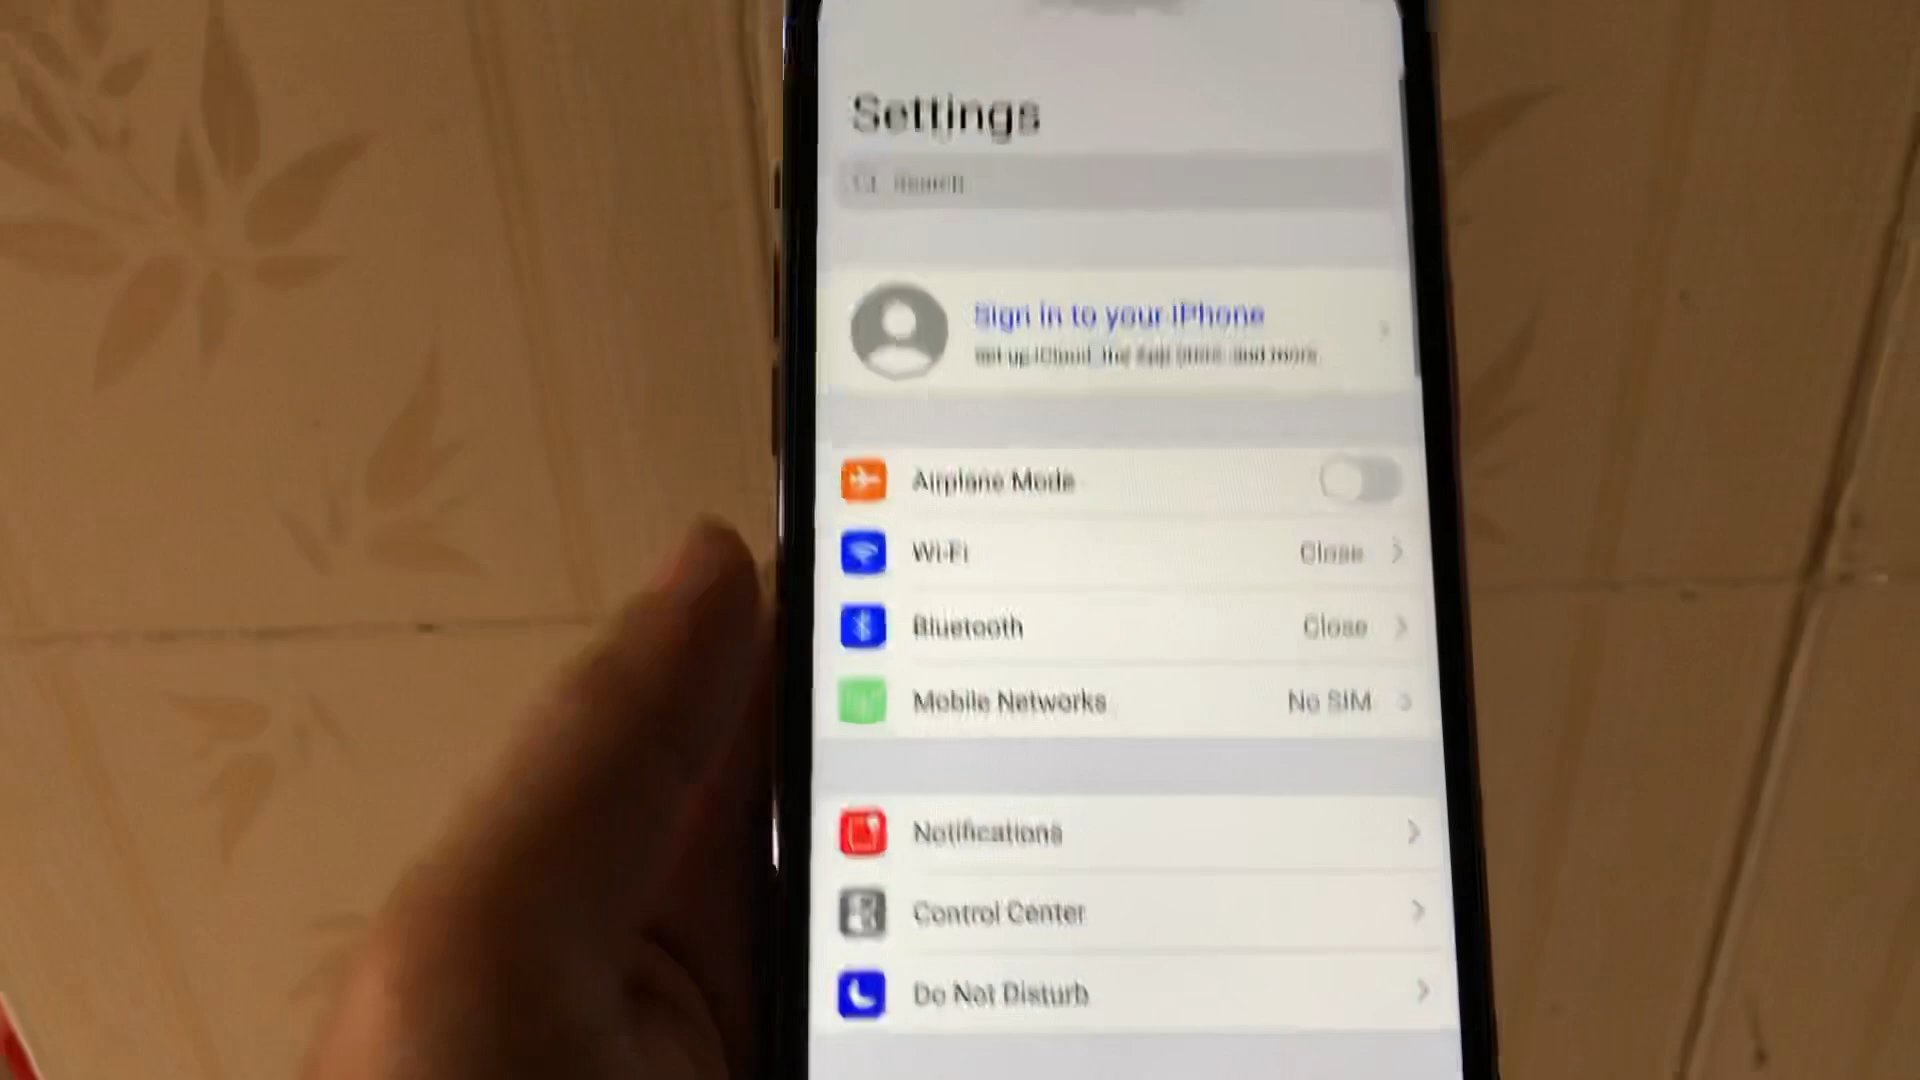 Settings
Search
Sign in to your iPhone
Set up iCloud, the App Store, and more.
Airplane Mode
Wi-Fi Close
Bluetooth Close
Mobile Networks No SIM
Notifications
Control Center
Do Not Disturb